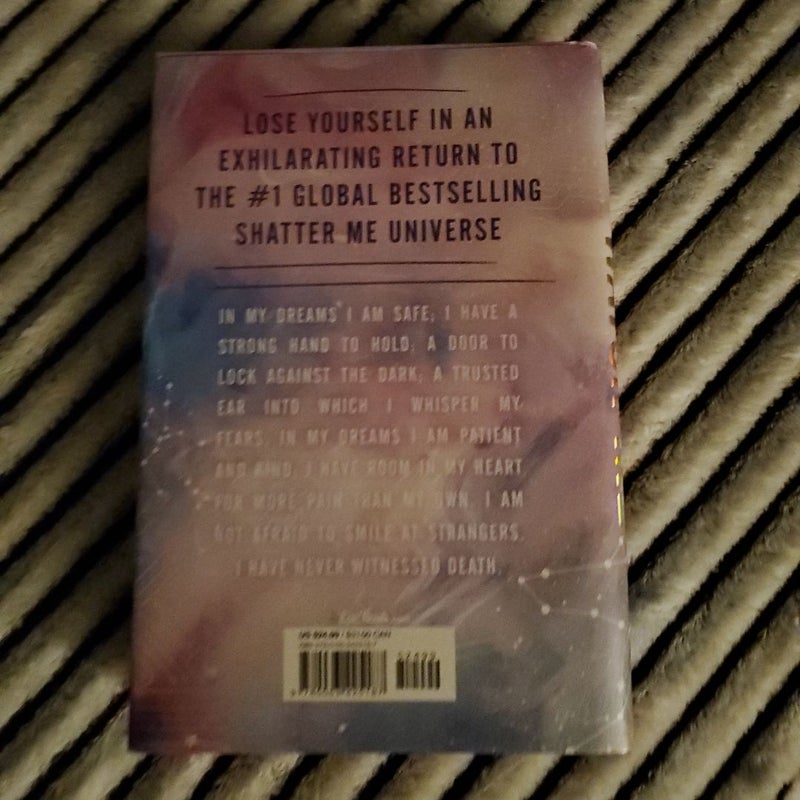 LOSE YOURSELF IN AN
EXHILARATING RETURN TO
THE #1 GLOBAL BESTSELLING
SHATTER ME UNIVERSE
IN MY DREAMS I AM SAFE; I HAVE A
STRONG HAND TO HOLD; A DOOR TO
LOCK AGAINST THE DARK; A TRUSTED
EAR INTO WHICH I WHISPER MY
FEARS. IN MY DREAMS I AM PATIENT
AND KIND. I HAVE ROOM IN MY HEART
FOR MORE PAIN THAN MY OWN. I AM
NOT AFRAID TO SMILE AT STRANGERS.
I HAVE NEVER WITNESSED DEATH.